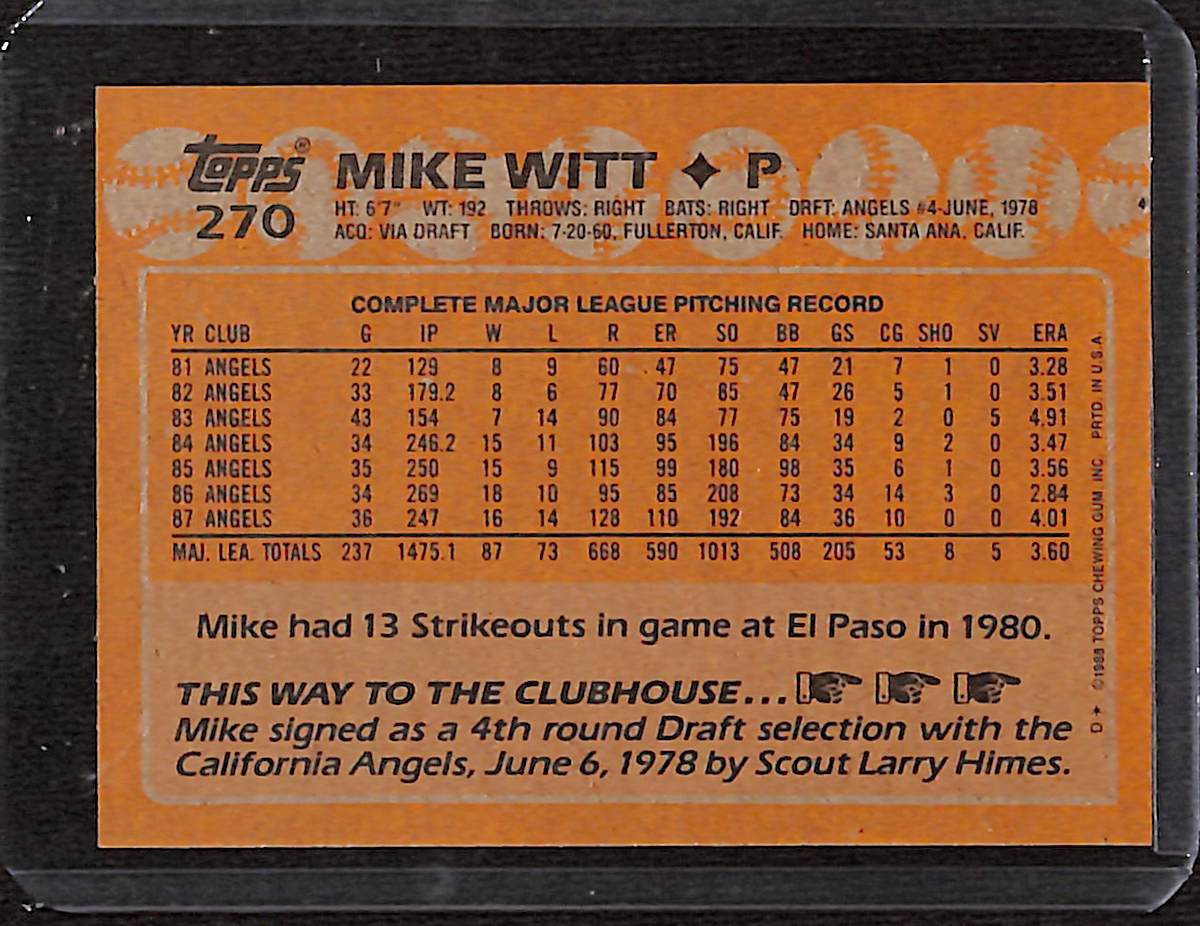 Topps® MIKE WITT ✦ P
270 HT: 6'7" WT: 192 THROWS: RIGHT BATS: RIGHT DRFT: ANGELS #4-JUNE, 1978
ACQ: VIA DRAFT BORN: 7-20-60, FULLERTON, CALIF. HOME: SANTA ANA, CALIF.
COMPLETE MAJOR LEAGUE PITCHING RECORD
YR CLUB G IP W L R ER SO BB GS CG SHO SV ERA
81 ANGELS 22 129 8 9 60 47 75 47 21 7 1 0 3.28
82 ANGELS 33 179.2 8 6 77 70 85 47 26 5 1 0 3.51
83 ANGELS 43 154 7 14 90 84 77 75 19 2 0 5 4.91
84 ANGELS 34 246.2 15 11 103 95 196 84 34 9 2 0 3.47
85 ANGELS 35 250 15 9 115 99 180 98 35 6 1 0 3.56
86 ANGELS 34 269 18 10 95 85 208 73 34 14 3 0 2.84
87 ANGELS 36 247 16 14 128 110 192 84 36 10 0 0 4.01
MAJ. LEA. TOTALS 237 1475.1 87 73 668 590 1013 508 205 53 8 5 3.60
Mike had 13 Strikeouts in game at El Paso in 1980.
THIS WAY TO THE CLUBHOUSE...
Mike signed as a 4th round Draft selection with the
California Angels, June 6, 1978 by Scout Larry Himes.
D✦ ©1988 TOPPS CHEWING GUM INC PRTD IN U.S.A.